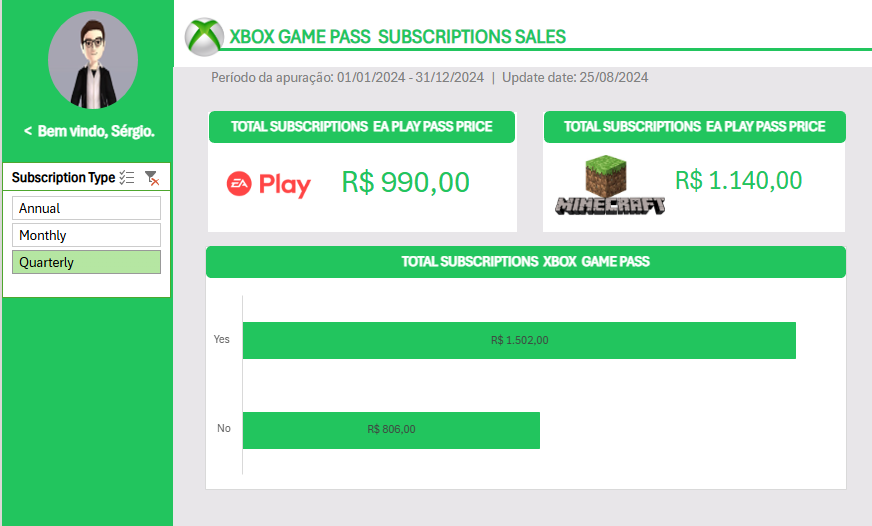 XBOX GAME PASS SUBSCRIPTIONS SALES
Período da apuração: 01/01/2024 - 31/12/2024 | Update date: 25/08/2024
< Bem vindo, Sérgio.
Subscription Type
Annual
Monthly
Quarterly
TOTAL SUBSCRIPTIONS EA PLAY PASS PRICE
EA Play
R$ 990,00
TOTAL SUBSCRIPTIONS EA PLAY PASS PRICE
MINECRAFT
R$ 1.140,00
TOTAL SUBSCRIPTIONS XBOX GAME PASS
Yes
R$ 1.502,00
No
R$ 806,00